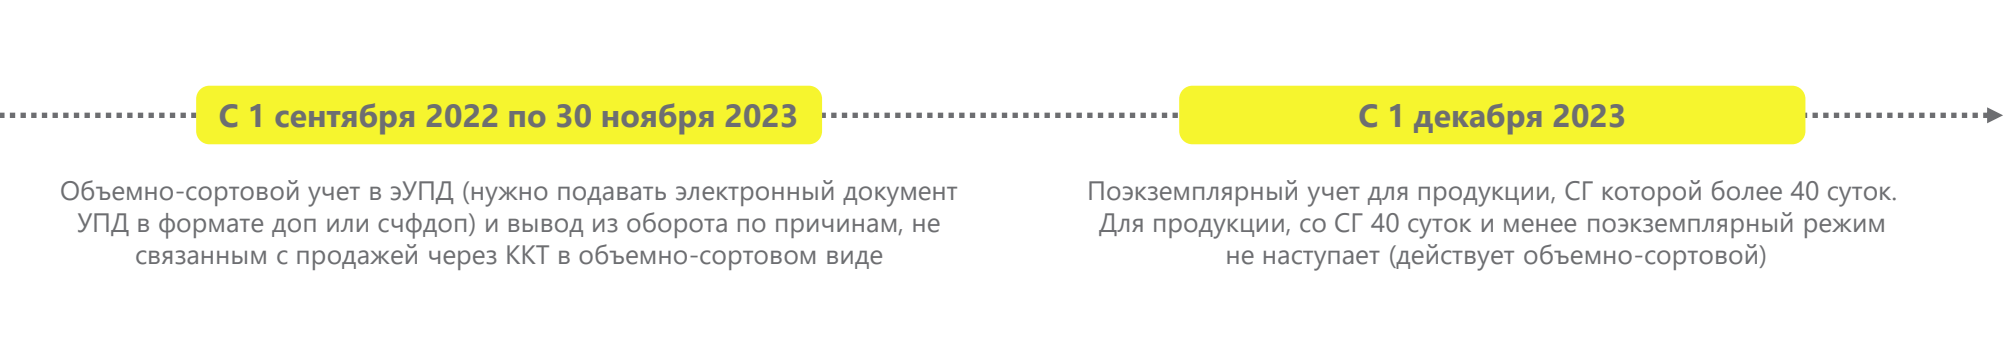 С 1 сентября 2022 по 30 ноября 2023
Объемно-сортовой учет в эУПД (нужно подавать электронный документ
УПД в формате доп или счфдоп) и вывод из оборота по причинам, не
связанным с продажей через ККТ в объемно-сортовом виде
С 1 декабря 2023
Поэкземплярный учет для продукции, СГ которой более 40 суток.
Для продукции, со СГ 40 суток и менее поэкземплярный режим
не наступает (действует объемно-сортовой)